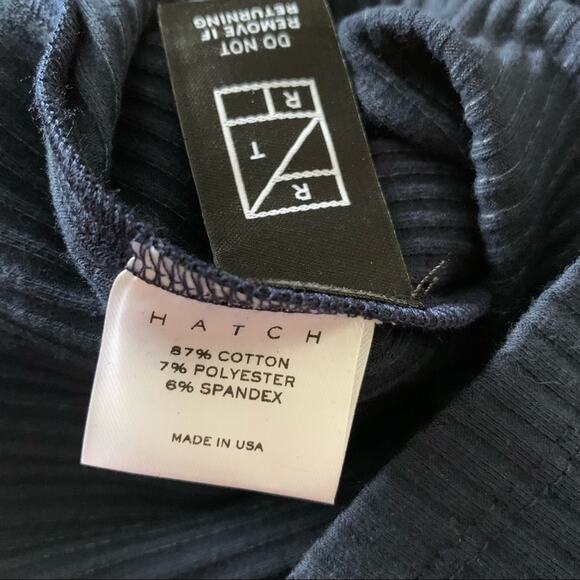 DO NOT
REMOVE IF
RETURNING
R
T
R
HATCH
87% COTTON
7% POLYESTER
6% SPANDEX
MADE IN USA